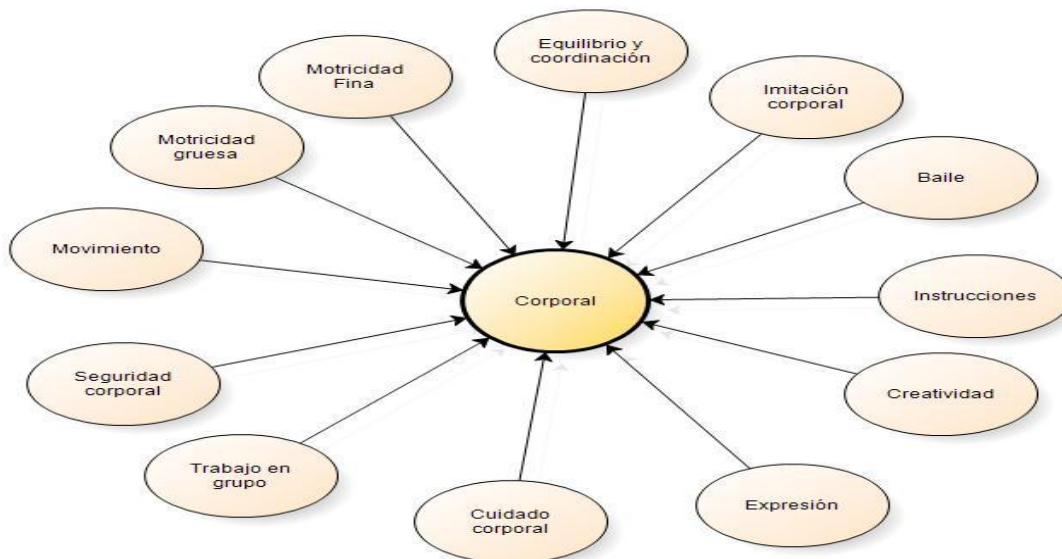 Equilibrio y
coordinación
Motricidad
Fina
Imitación
corporal
Motricidad
gruesa
Baile
Movimiento
Corporal
Instrucciones
Seguridad
corporal
Creatividad
Trabajo en
grupo
Cuidado
corporal
Expresión